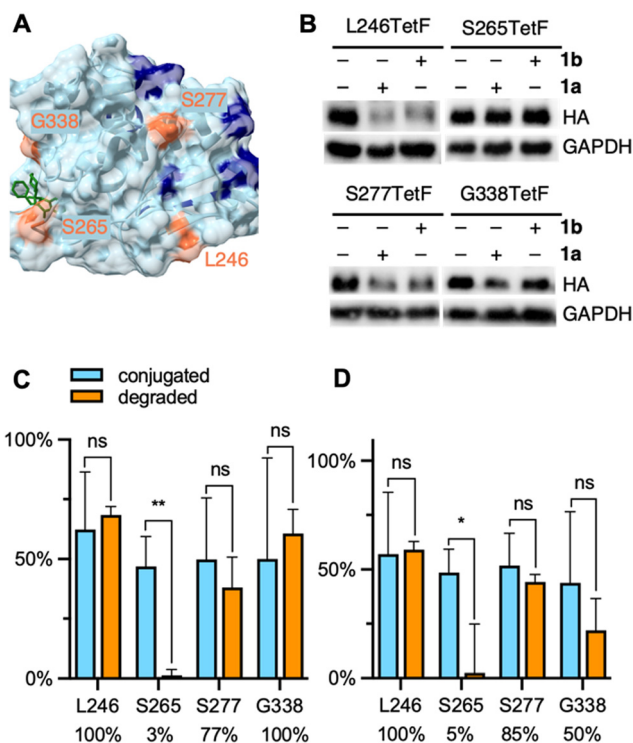 A
G338
S277
S265
L246
B
L246TetF S265TetF
– – + – – + 1b
– + – – + – 1a
HA
GAPDH
S277TetF G338TetF
– – + – – + 1b
– + – – + – 1a
HA
GAPDH
C
conjugated
degraded
100%
50%
0%
ns
**
ns
ns
L246 S265 S277 G338
100% 3% 77% 100%
D
100%
50%
0%
ns
*
ns
ns
L246 S265 S277 G338
100% 5% 85% 50%